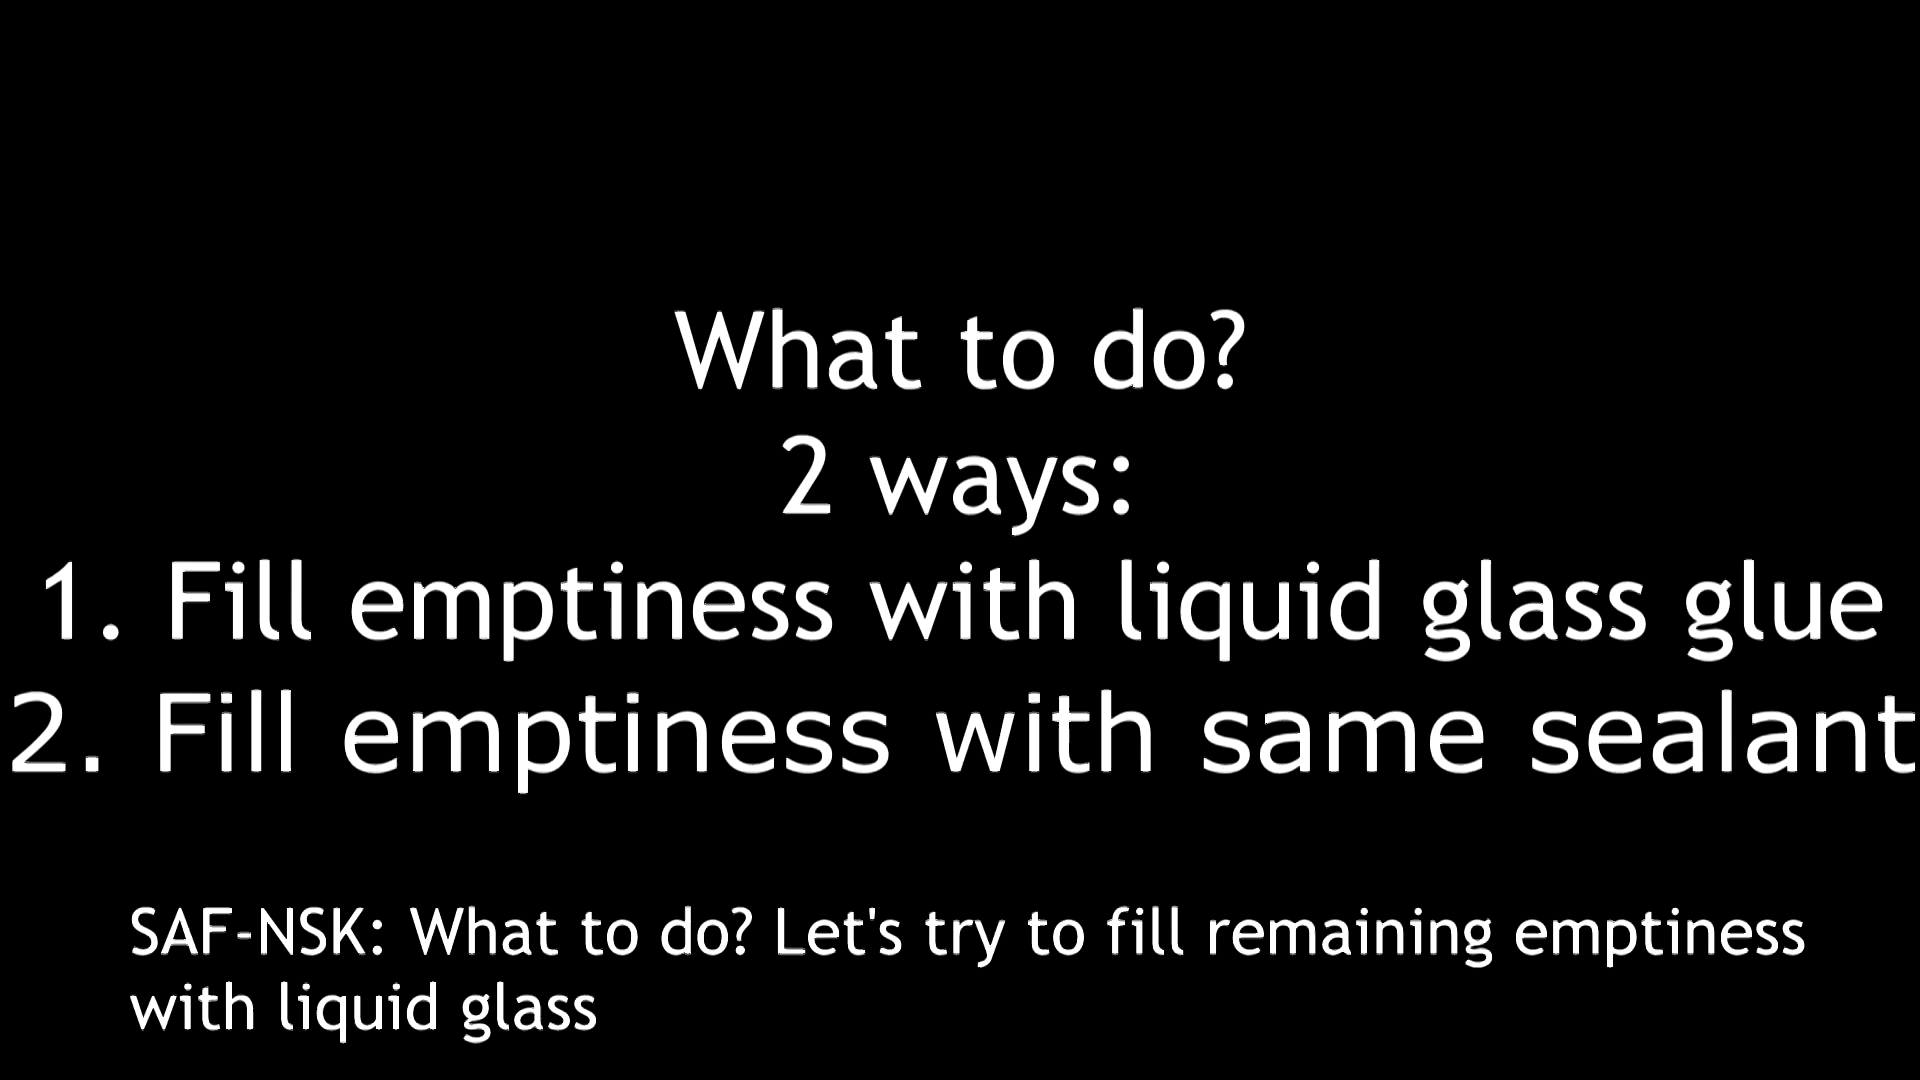 What to do?
2 ways:
1. Fill emptiness with liquid glass glue
2. Fill emptiness with same sealant
SAF-NSK: What to do? Let's try to fill remaining emptiness
with liquid glass